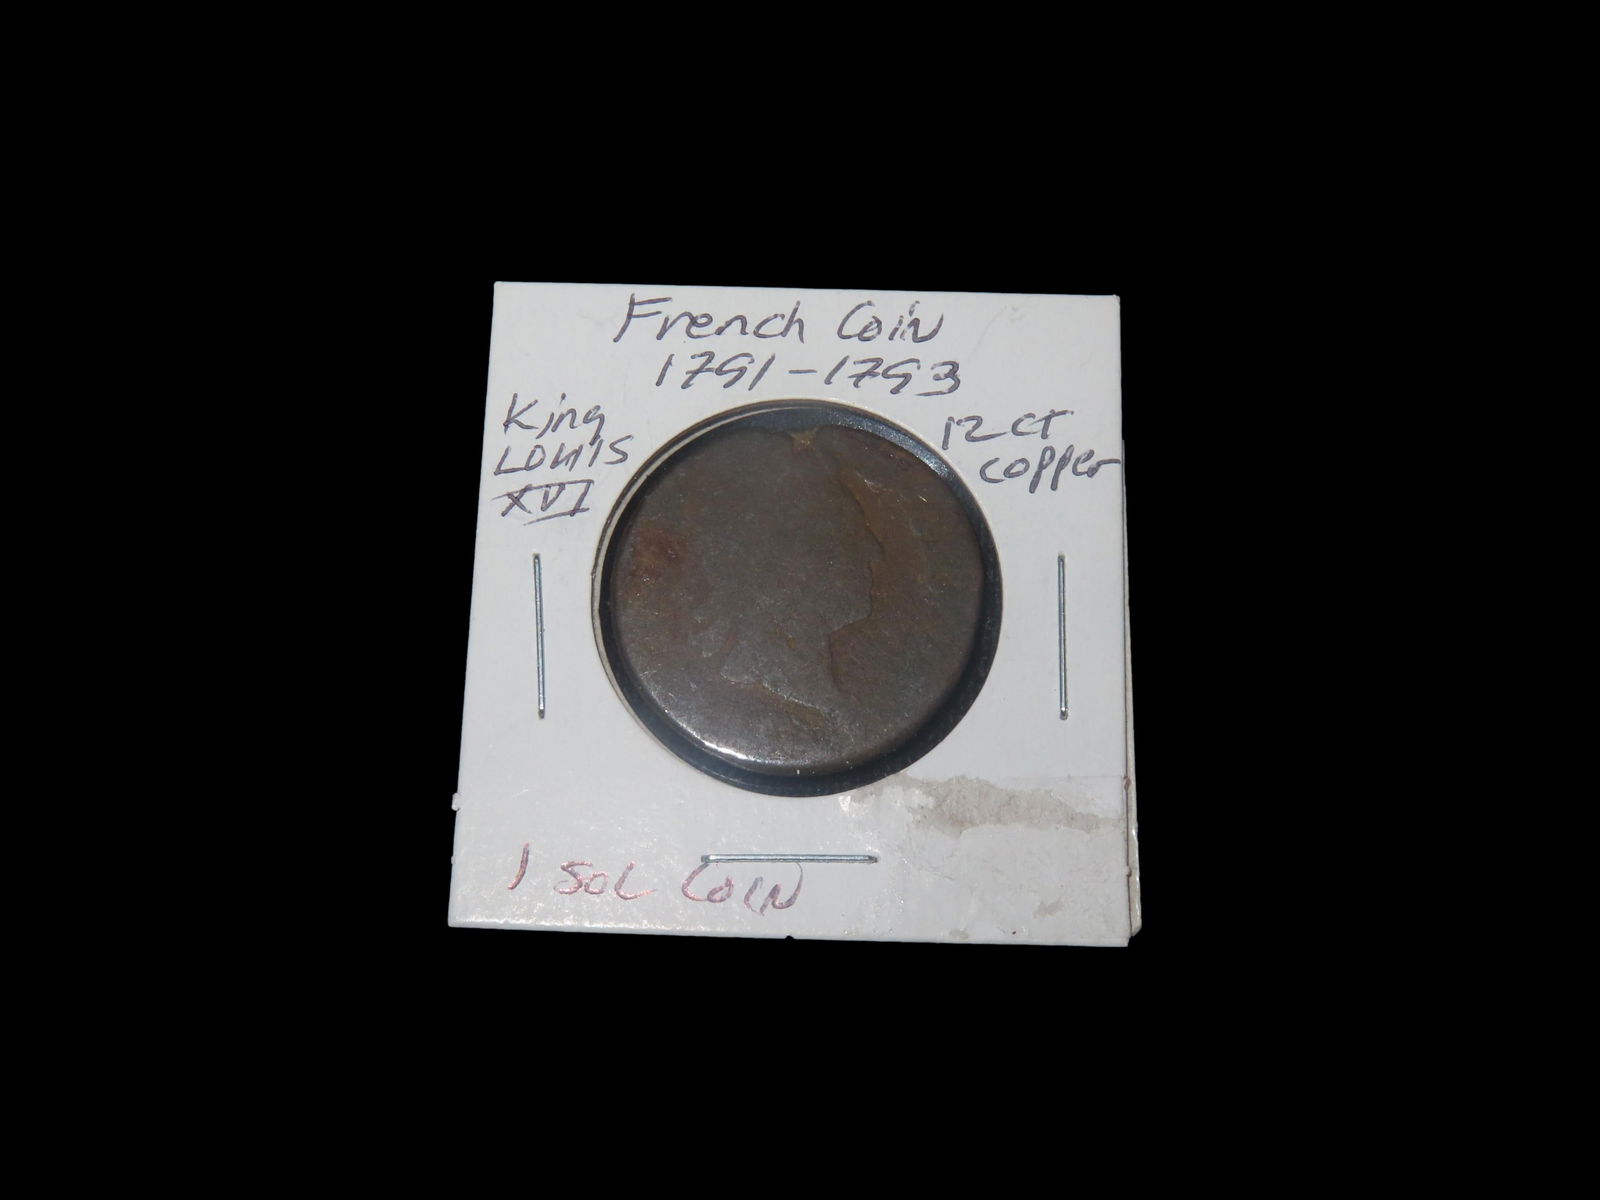 French Coin
1791-1793
King
Louis
XVI
12 CT
Copper
1 SOL COIN